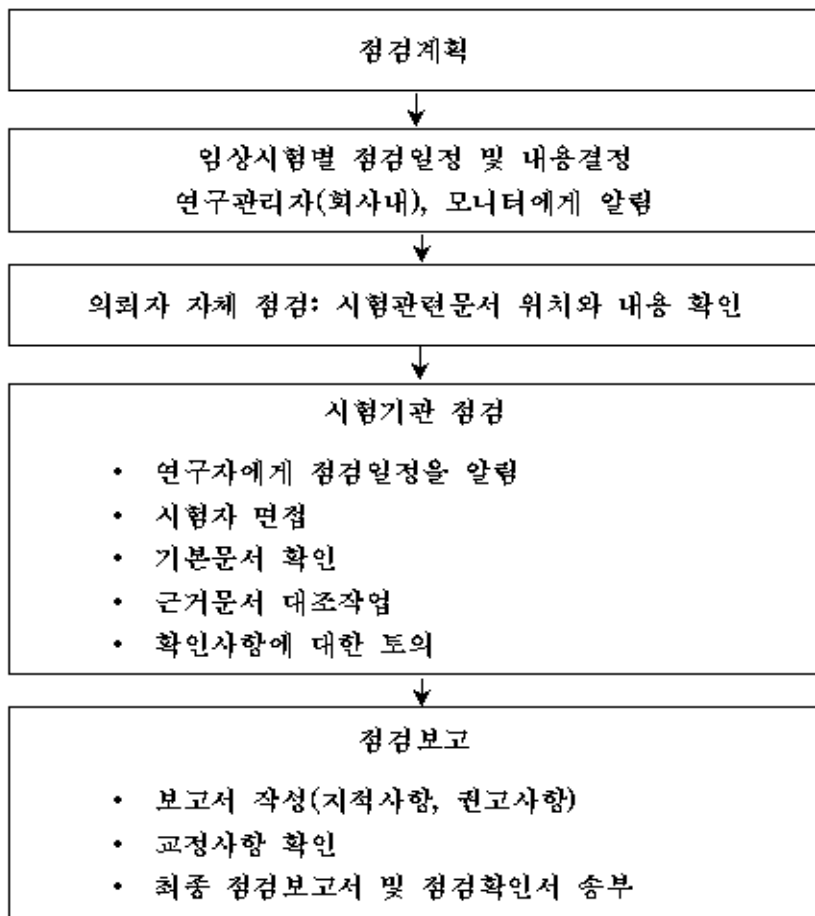 점검계획
임상시험별 점검일정 및 내용결정
연구관리자(회사내), 모니터에게 알림
의뢰자 자체 점검: 시험관련문서 위치와 내용 확인
시험기관 점검
• 연구자에게 점검일정을 알림
• 시험자 면접
• 기본문서 확인
• 근거문서 대조작업
• 확인사항에 대한 토의
점검보고
• 보고서 작성(지적사항, 권고사항)
• 교정사항 확인
• 최종 점검보고서 및 점검확인서 송부